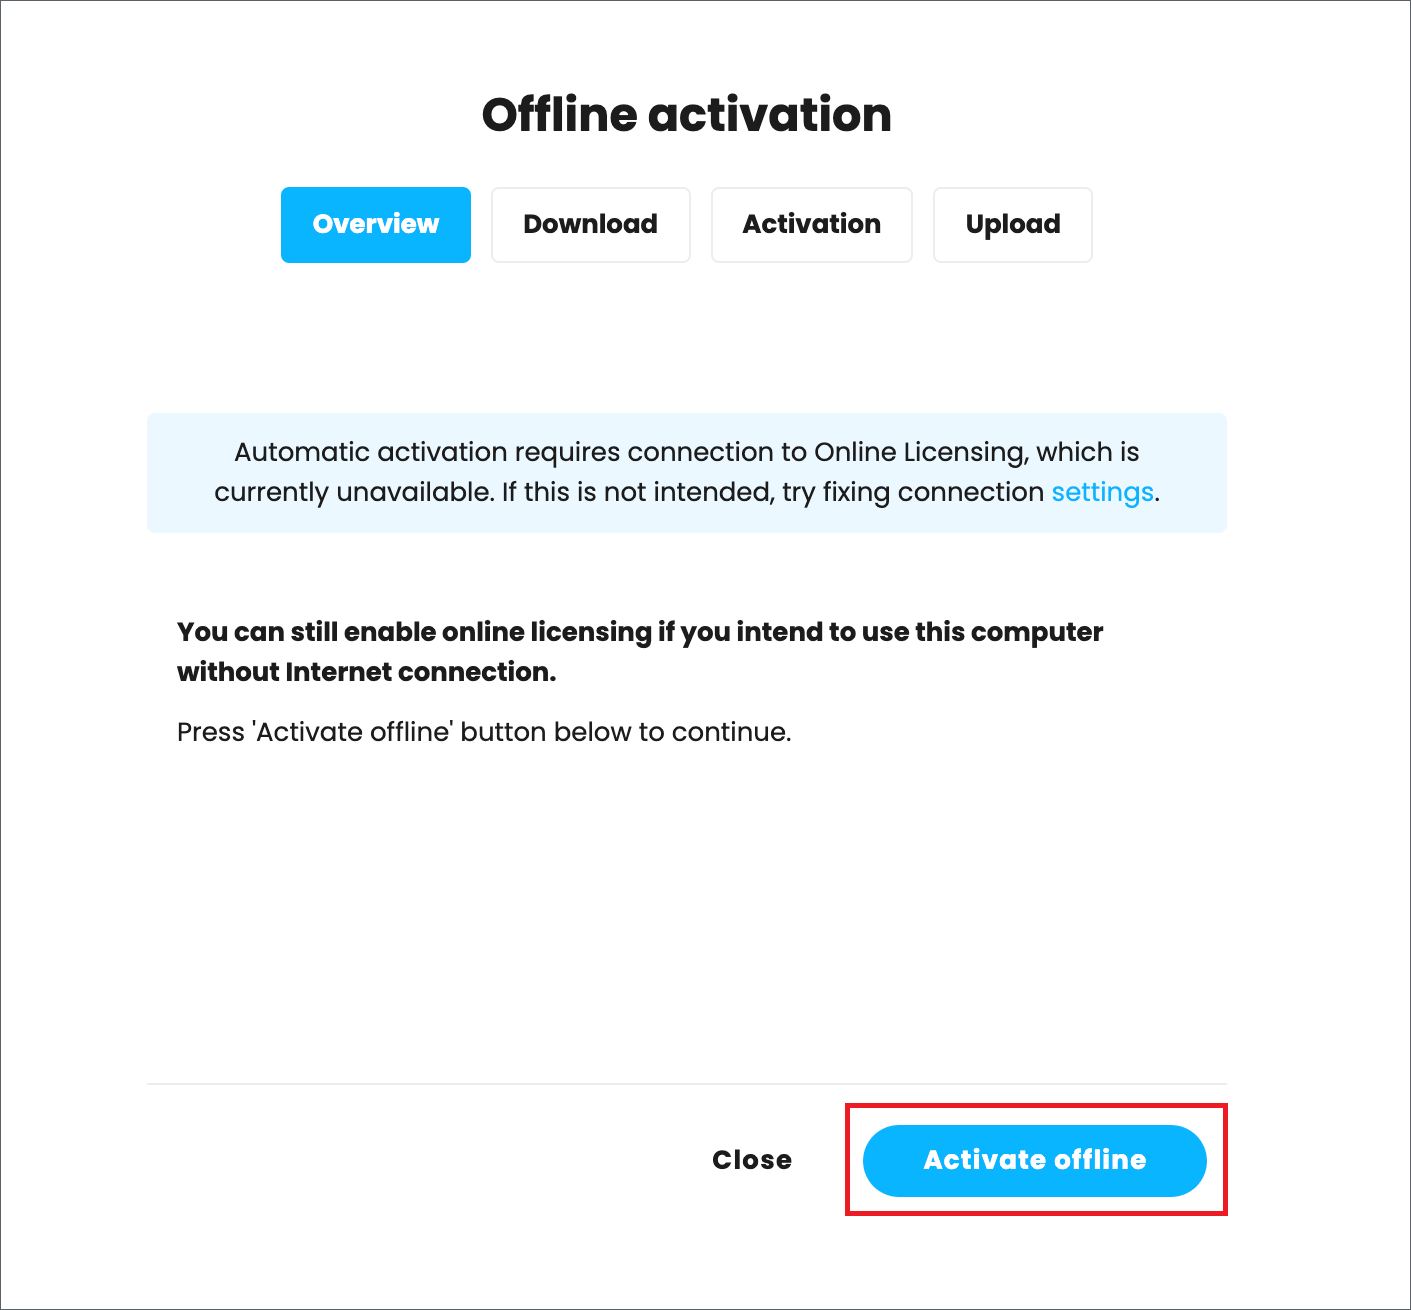 Offline activation
Overview
Download
Activation
Upload
Automatic activation requires connection to Online Licensing, which is
currently unavailable. If this is not intended, try fixing connection settings.
You can still enable online licensing if you intend to use this computer
without Internet connection.
Press 'Activate offline' button below to continue.
Close
Activate offline